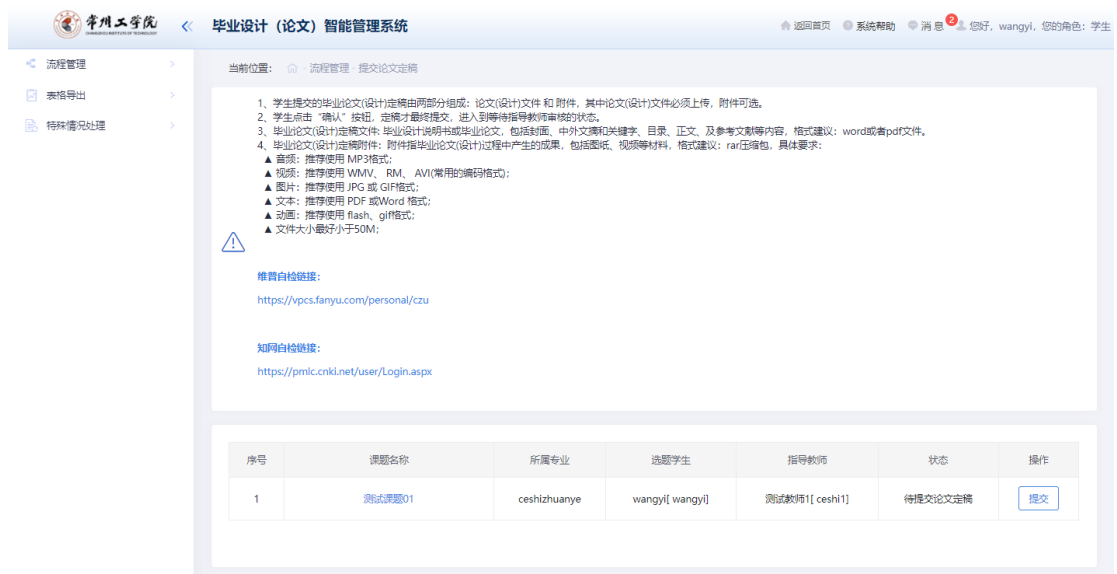 常州工学院
CHANGZHOU INSTITUTE OF TECHNOLOGY
毕业设计（论文）智能管理系统
返回首页 系统帮助 消息 2 您好，wangyi，您的角色：学生
流程管理
表格导出
特殊情况处理
当前位置： - 流程管理 - 提交论文定稿
1、学生提交的毕业论文(设计)定稿由两部分组成：论文(设计)文件 和 附件，其中论文(设计)文件必须上传，附件可选。
2、学生点击“确认”按钮，定稿才最终提交，进入到等待指导教师审核的状态。
3、毕业论文(设计)定稿文件: 毕业设计说明书或毕业论文，包括封面、中外文摘和关键字、目录、正文、及参考文献等内容，格式建议：word或者pdf文件。
4、毕业论文(设计)定稿附件：附件指毕业论文(设计)过程中产生的成果，包括图纸、视频等材料，格式建议：rar压缩包，具体要求：
▲ 音频：推荐使用 MP3格式;
▲ 视频：推荐使用 WMV、 RM、 AVI(常用的编码格式);
▲ 图片：推荐使用 JPG 或 GIF格式;
▲ 文本：推荐使用 PDF 或Word 格式;
▲ 动画：推荐使用 flash、gif格式;
▲ 文件大小最好小于50M;
维普自检链接：
https://vpcs.fanyu.com/personal/czu
知网自检链接：
https://pmlc.cnki.net/user/Login.aspx
序号 课题名称 所属专业 选题学生 指导教师 状态 操作
1 测试课题01 ceshizhuanye wangyi[ wangyi] 测试教师1[ ceshi1] 待提交论文定稿 提交